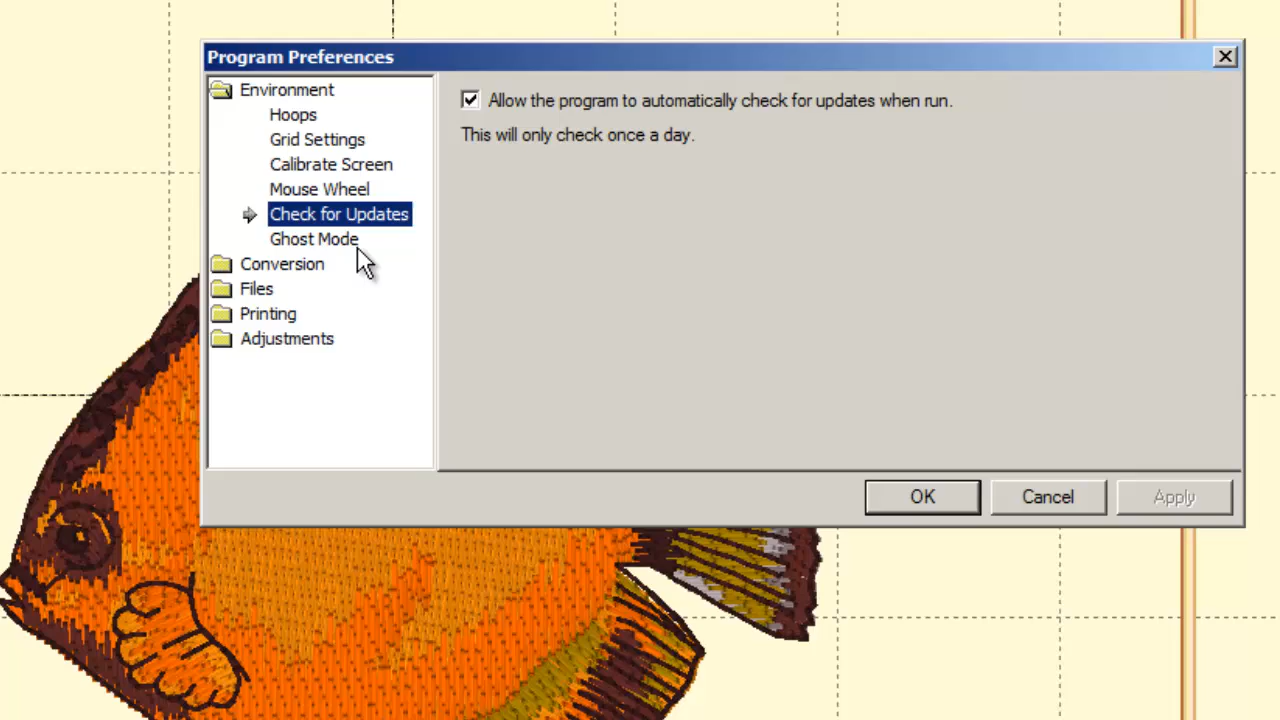 Program Preferences
Environment
Hoops
Grid Settings
Calibrate Screen
Mouse Wheel
Check for Updates
Ghost Mode
Conversion
Files
Printing
Adjustments
Allow the program to automatically check for updates when run.
This will only check once a day.
OK
Cancel
Apply